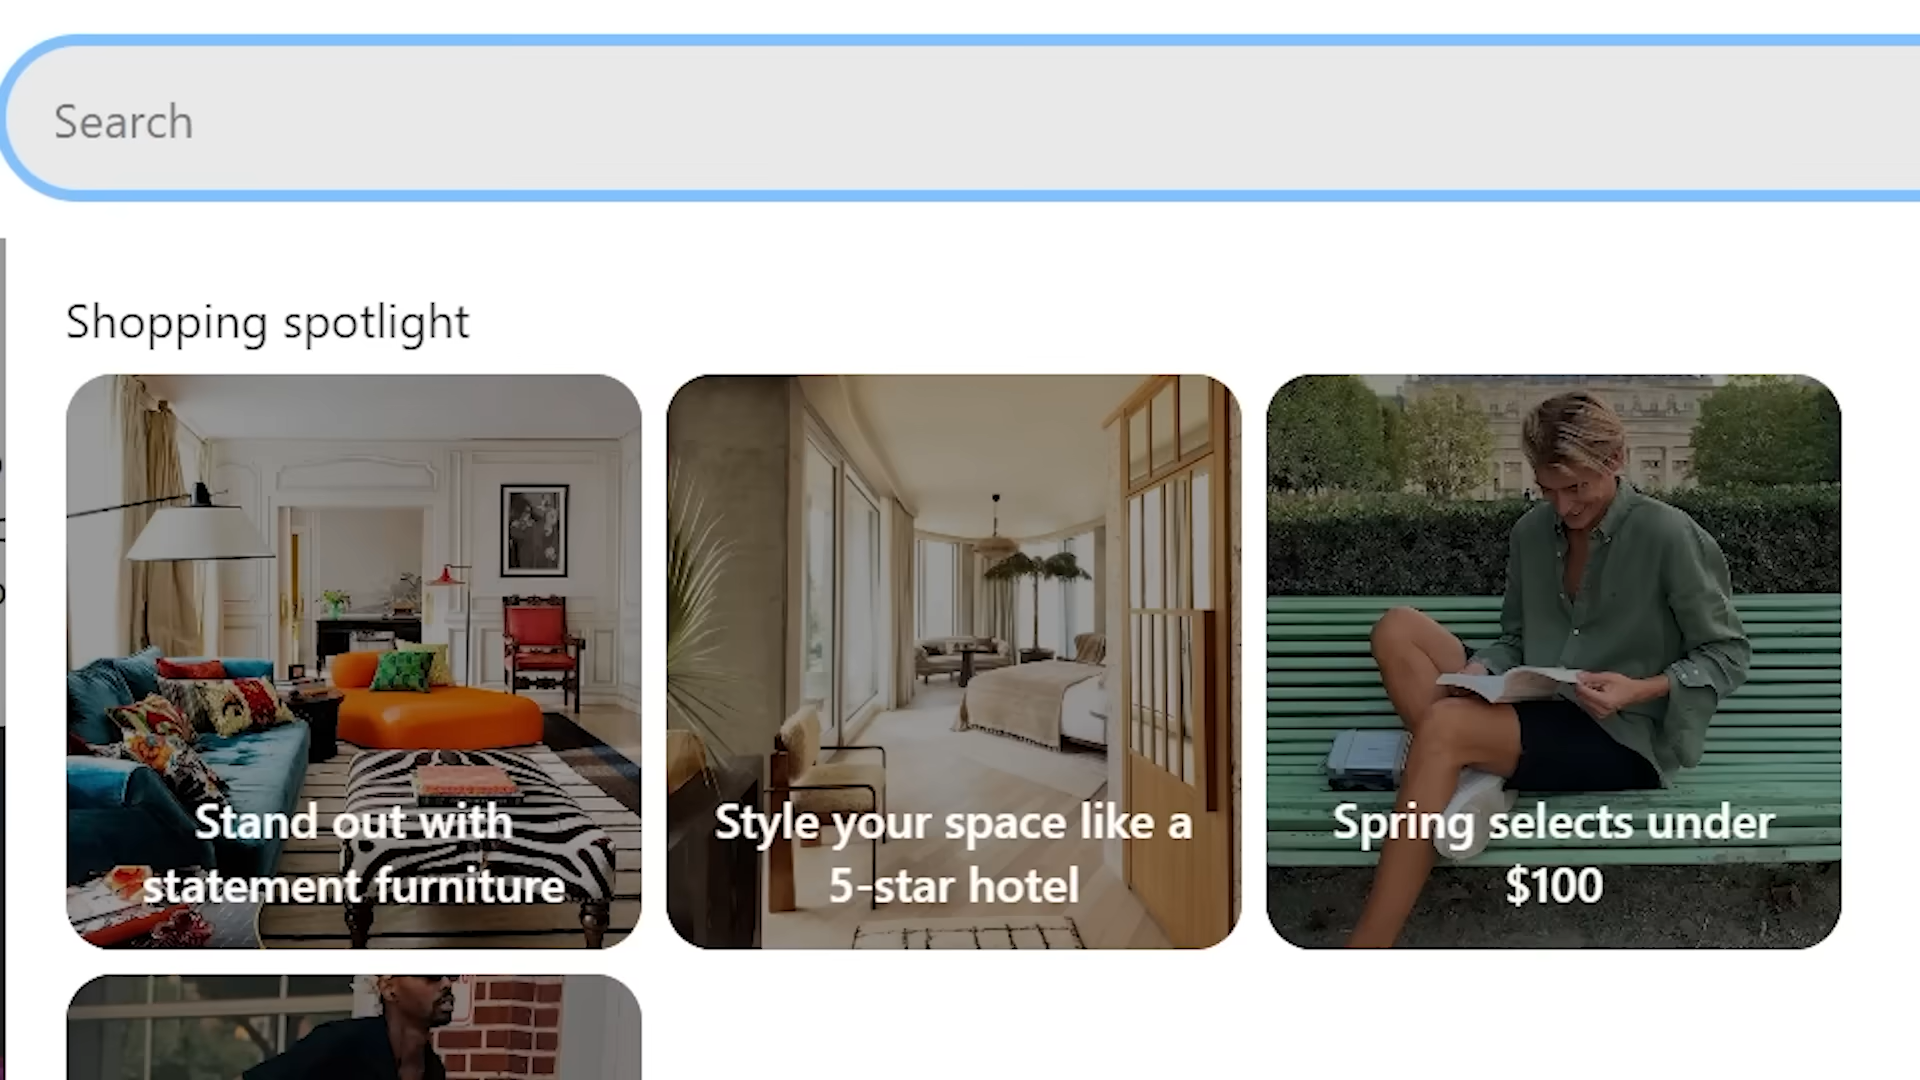 Search
Shopping spotlight
Stand out with
statement furniture
Style your space like a
5-star hotel
Spring selects under
$100